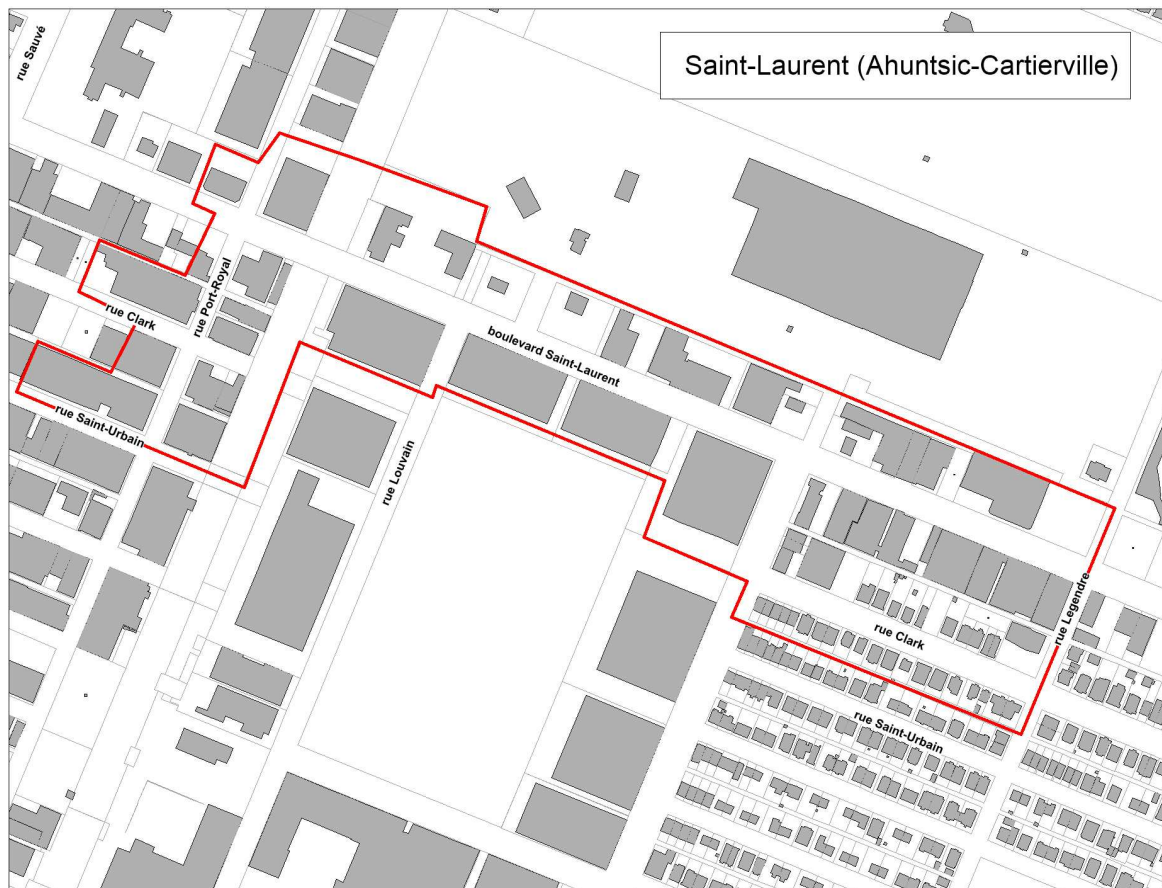 Saint-Laurent (Ahuntsic-Cartierville)
rue Sauvé
rue Port-Royal
rue Clark
boulevard Saint-Laurent
rue Saint-Urbain
rue Louvain
rue Legendre
rue Clark
rue Saint-Urbain